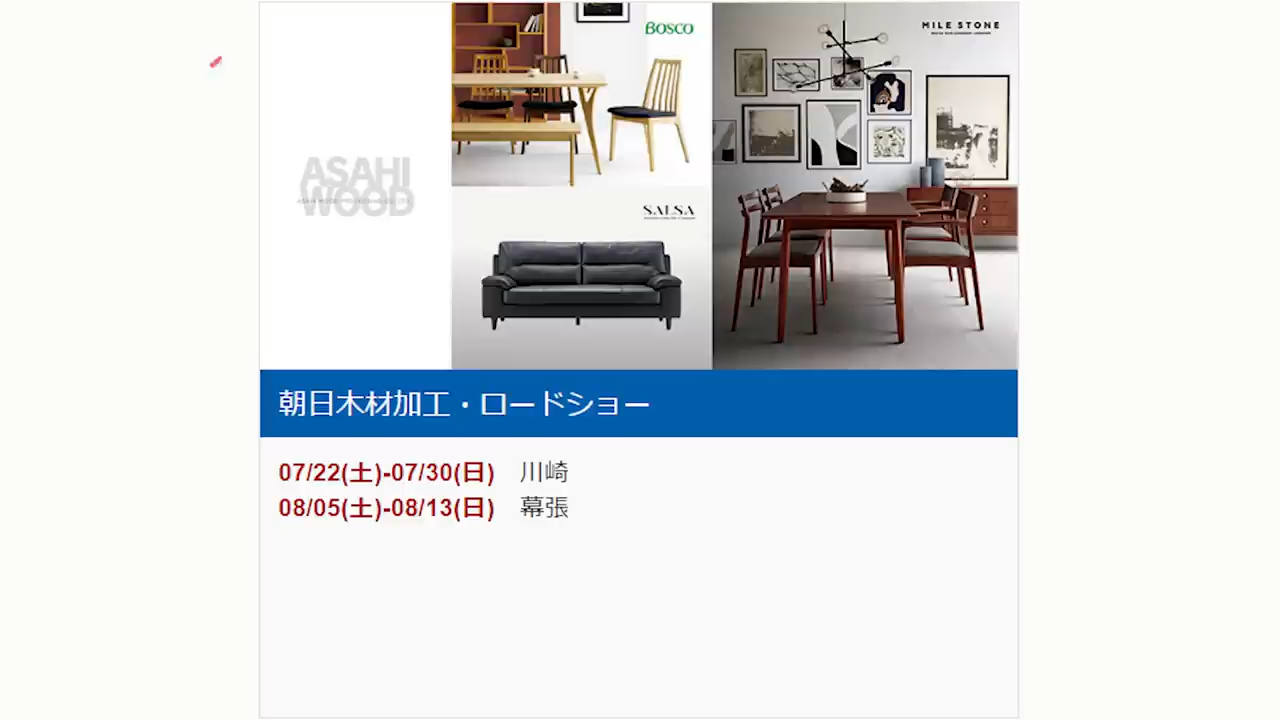 ASAHI
WOOD
BOSCO
SALSA
MILE STONE
朝日木材加工・ロードショー
07/22(土)-07/30(日) 川崎
08/05(土)-08/13(日) 幕張